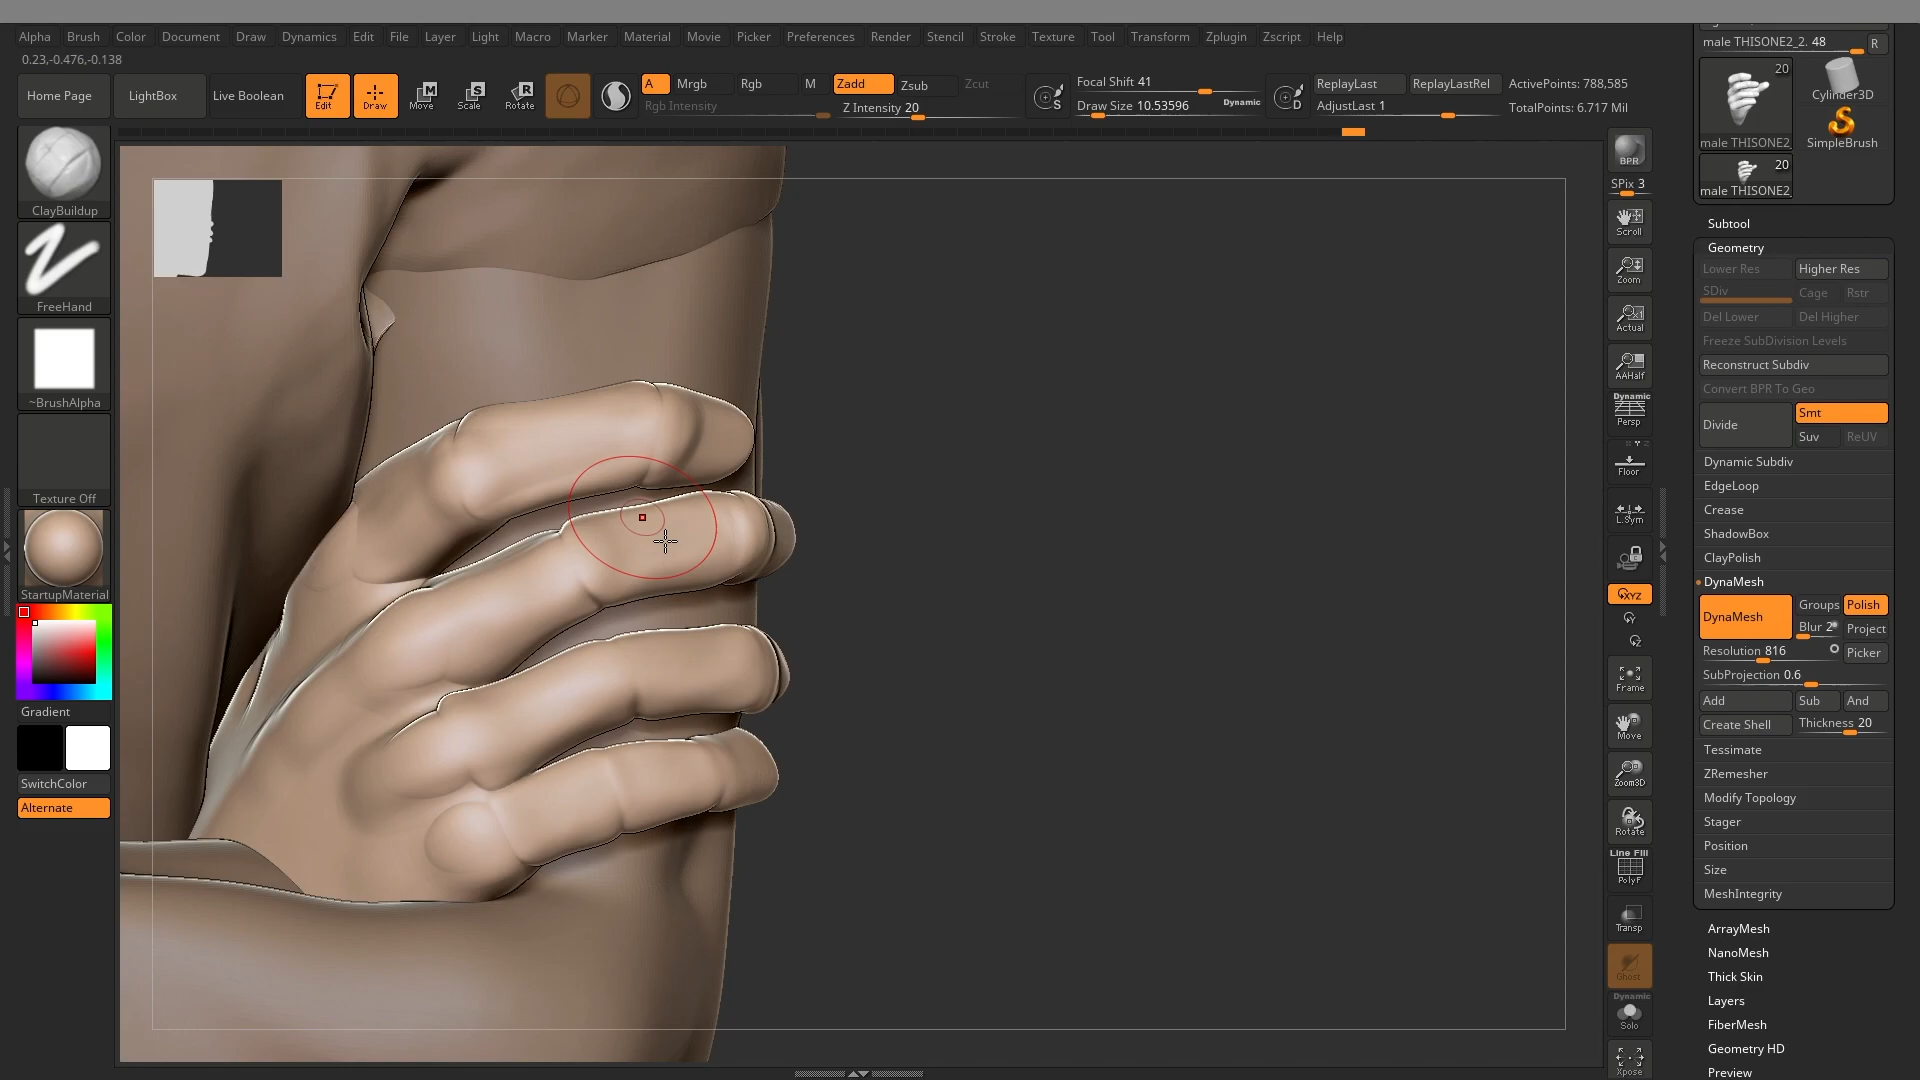 Alpha Brush Color Document Draw Dynamics Edit File Layer Light Macro Marker Material Movie Picker Preferences Render Stencil Stroke Texture Tool Transform Zplugin Zscript Help
0.23,-0.476,-0.138
Home Page LightBox Live Boolean Edit Draw Move Scale Rotate
A Mrgb Rgb M Zadd Zsub Zcut
Rgb Intensity Z Intensity 20
S Focal Shift 41
Draw Size 10.53596 Dynamic
D ReplayLast ReplayLastRel
AdjustLast 1
ActivePoints: 788,585
TotalPoints: 6.717 Mil
ClayBuildup
FreeHand
~BrushAlpha
Texture Off
StartupMaterial
Gradient
SwitchColor
Alternate
BPR
SPix 3
Scroll
Zoom
Actual
AAHalf
Dynamic
Persp
Floor
L.Sym
XYZ
Y
Z
Frame
Move
Zoom3D
Rotate
Line Fill
PolyF
Transp
Ghost
Dynamic
Solo
Xpose
male THISONE2_2. 48 R
20
male THISONE2_
Cylinder3D
SimpleBrush
20
male THISONE2_
Subtool
Geometry
Lower Res Higher Res
SDiv Cage Rstr
Del Lower Del Higher
Freeze SubDivision Levels
Reconstruct Subdiv
Convert BPR To Geo
Divide Smt
Suv ReUV
Dynamic Subdiv
EdgeLoop
Crease
ShadowBox
ClayPolish
DynaMesh
DynaMesh Groups Polish
Blur 2 Project
Resolution 816 Picker
SubProjection 0.6
Add Sub And
Create Shell Thickness 20
Tessimate
ZRemesher
Modify Topology
Stager
Position
Size
MeshIntegrity
ArrayMesh
NanoMesh
Thick Skin
Layers
FiberMesh
Geometry HD
Preview